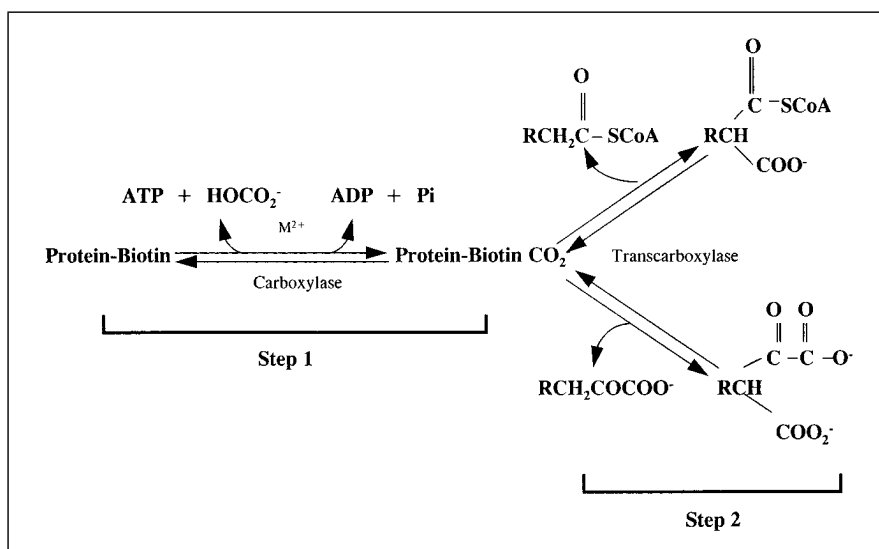 O
||
C – SCoA
RCH
COO⁻
O
||
RCH₂C – SCoA
ATP + HOCO₂⁻ ADP + Pi
M²⁺
Protein-Biotin Protein-Biotin CO₂ Transcarboxylase
Carboxylase
Step 1
O O
|| ||
C – C – O⁻
RCH₂COCOO⁻ RCH
COO₂⁻
Step 2